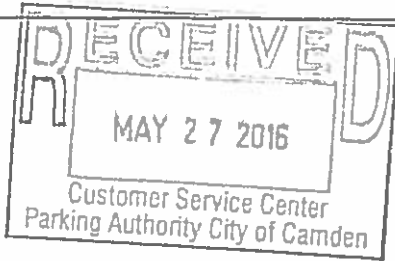 RECEIVED
MAY 27 2016
Customer Service Center
Parking Authority City of Camden